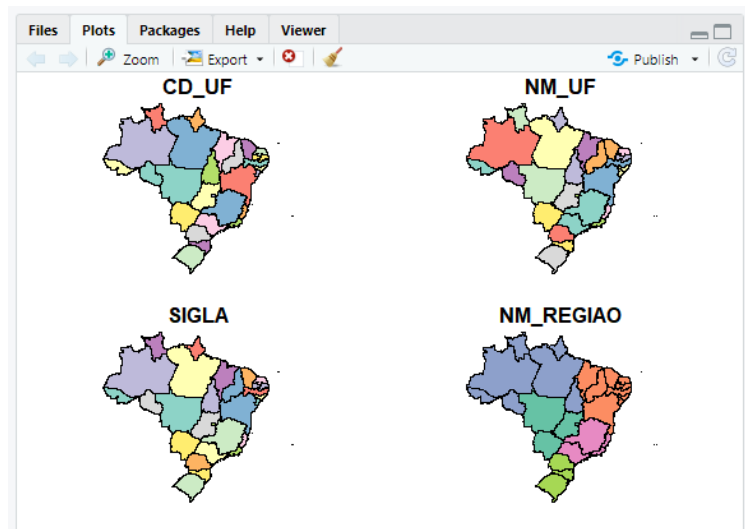 Files Plots Packages Help Viewer
Zoom Export Publish
CD_UF NM_UF
SIGLA NM_REGIAO